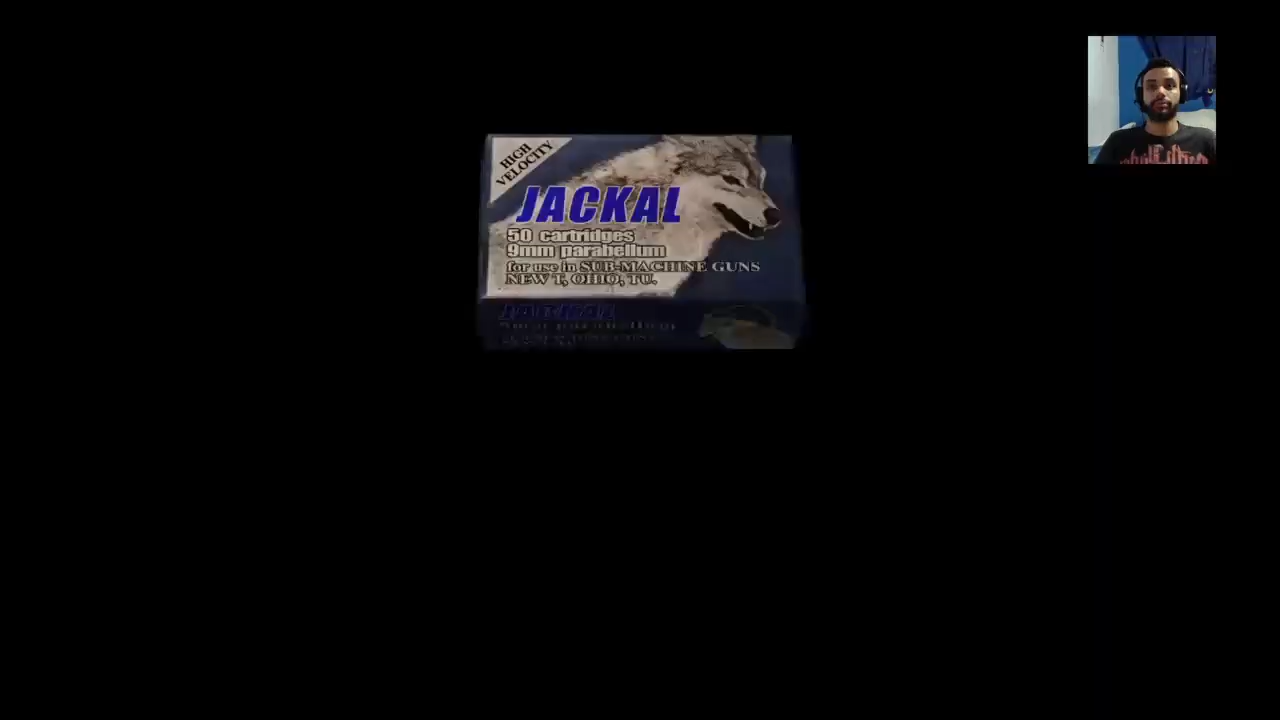 HIGH
VELOCITY
JACKAL
50 cartridges
9mm parabellum
for use in SUB-MACHINE GUNS
NEW T, OHIO, TU.